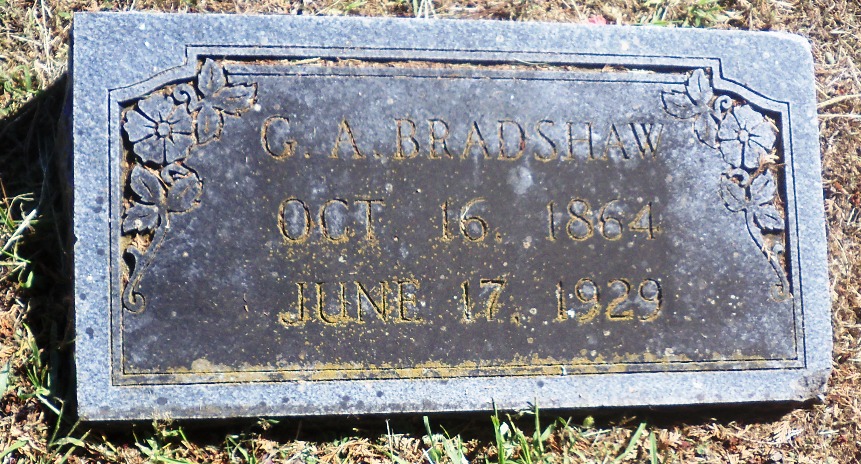 G. A. BRADSHAW
OCT. 16, 1864
JUNE 17, 1929